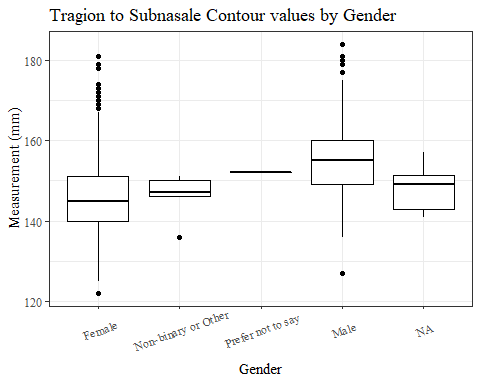 Tragion to Subnasale Contour values by Gender
180
160
140
120
Measurement (mm)
Female
Non-binary or Other
Prefer not to say
Male
NA
Gender